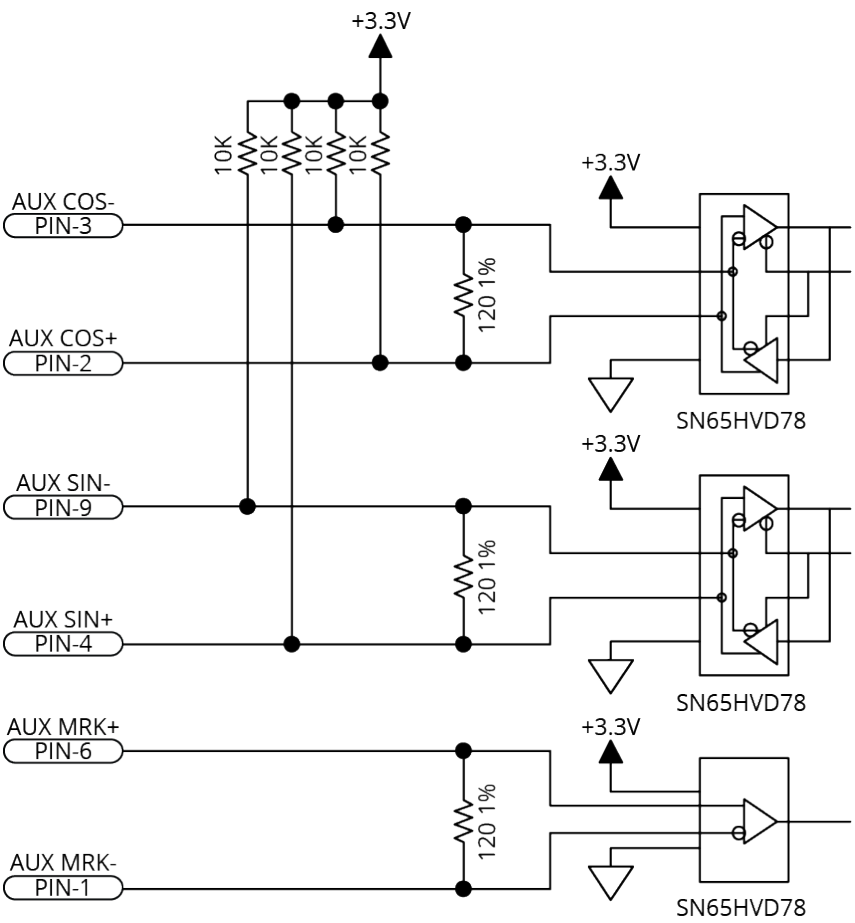 +3.3V
10K
10K
10K
10K
+3.3V
AUX COS-
PIN-3
120 1%
AUX COS+
PIN-2
SN65HVD78
+3.3V
AUX SIN-
PIN-9
120 1%
AUX SIN+
PIN-4
SN65HVD78
AUX MRK+
+3.3V
PIN-6
120 1%
AUX MRK-
PIN-1
SN65HVD78